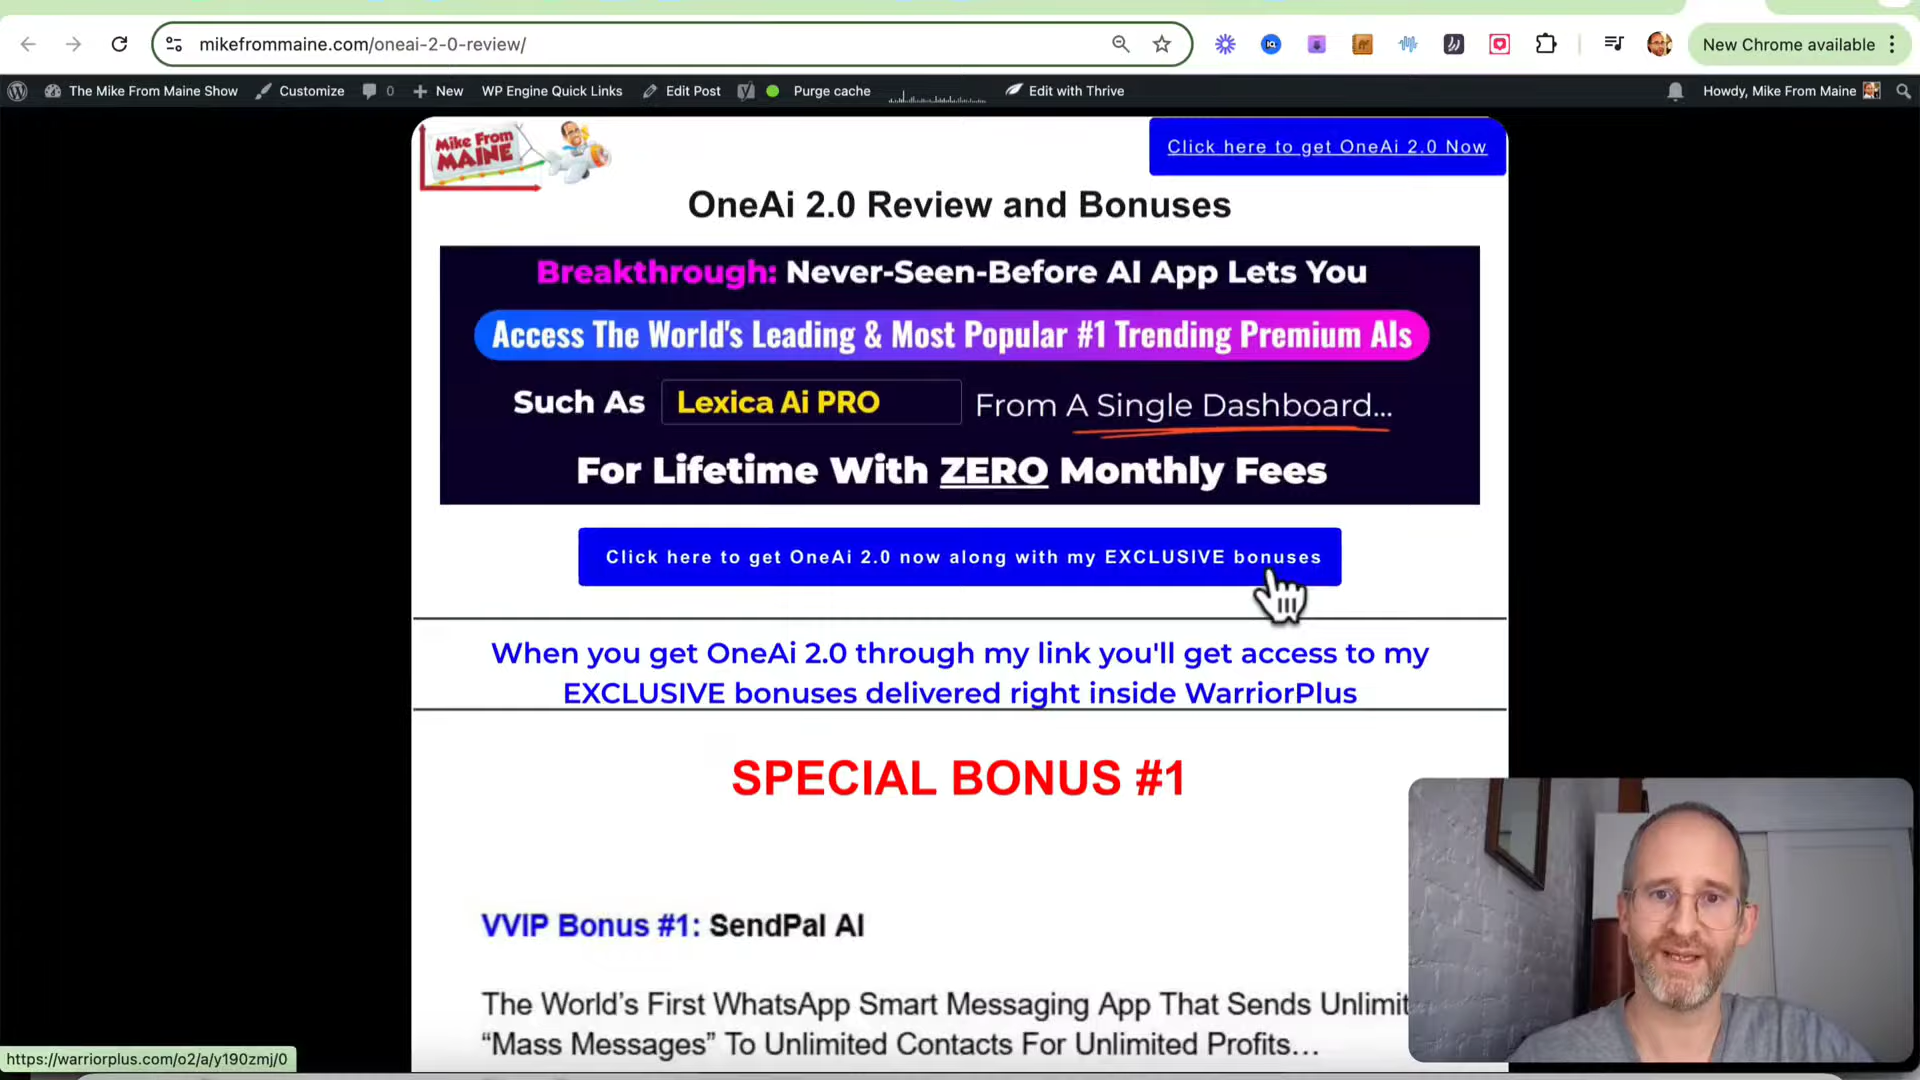 mikefrommaine.com/oneai-2-0-review/
New Chrome available
The Mike From Maine Show
Customize
0
New
WP Engine Quick Links
Edit Post
Purge cache
Edit with Thrive
Howdy, Mike From Maine
Mike From
MAINE
Click here to get OneAi 2.0 Now
OneAi 2.0 Review and Bonuses
Breakthrough: Never-Seen-Before AI App Lets You
Access The World's Leading & Most Popular #1 Trending Premium AIs
Such As Lexica Ai PRO From A Single Dashboard...
For Lifetime With ZERO Monthly Fees
Click here to get OneAi 2.0 now along with my EXCLUSIVE bonuses
When you get OneAi 2.0 through my link you'll get access to my
EXCLUSIVE bonuses delivered right inside WarriorPlus
SPECIAL BONUS #1
VVIP Bonus #1: SendPal AI
The World’s First WhatsApp Smart Messaging App That Sends Unlimit
“Mass Messages” To Unlimited Contacts For Unlimited Profits…
https://warriorplus.com/o2/a/y190zmj/0